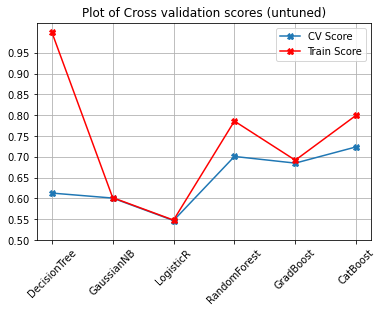 Plot of Cross validation scores (untuned)
CV Score
Train Score
0.95
0.90
0.85
0.80
0.75
0.70
0.65
0.60
0.55
0.50
DecisionTree
GaussianNB
LogisticR
RandomForest
GradBoost
CatBoost